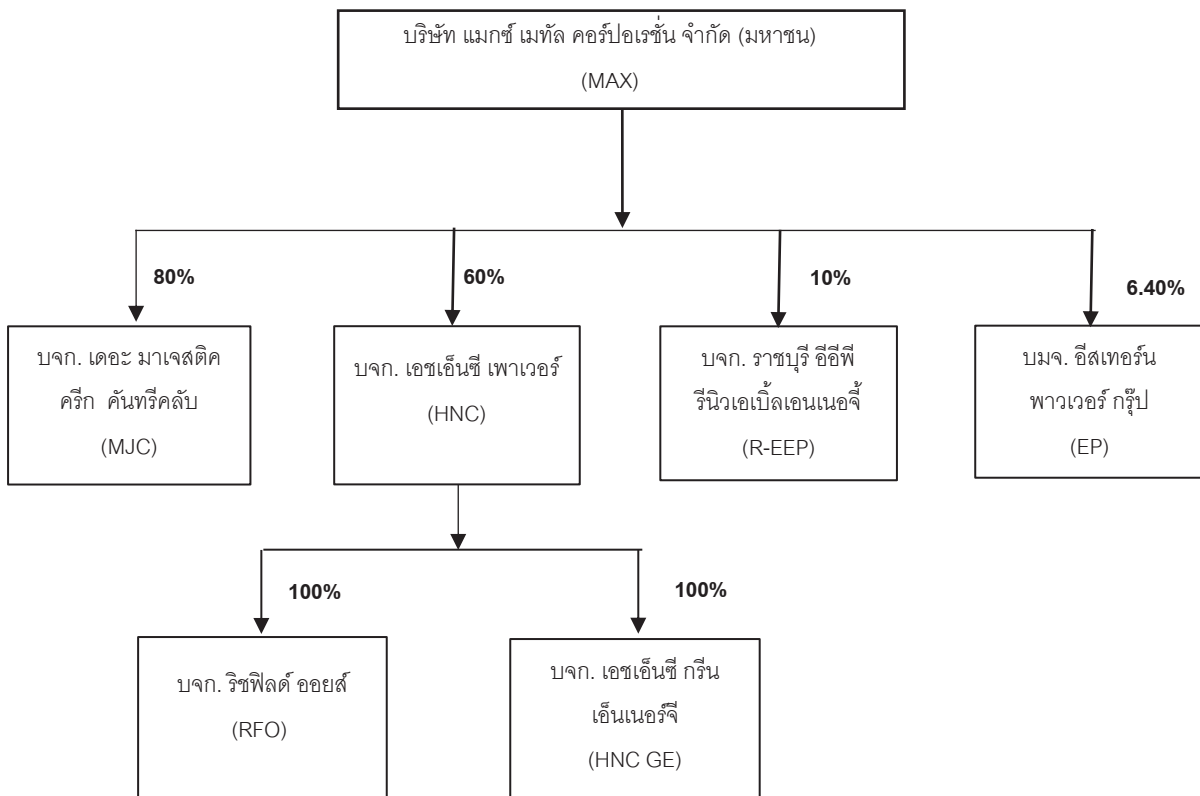 บริษัท แมกซ์ เมทัล คอร์ปอเรชั่น จำกัด (มหาชน)
(MAX)
80%
60%
10%
6.40%
บจก. เดอะ มาเจสติค
ครีก คันทรีคลับ
(MJC)
บจก. เอชเอ็นซี เพาเวอร์
(HNC)
บจก. ราชบุรี อีอีพี
รีนิวเอเบิ้ลเอนเนอจี้
(R-EEP)
บมจ. อีสเทอร์น
พาวเวอร์ กรุ๊ป
(EP)
100%
100%
บจก. ริชฟิลด์ ออยส์
(RFO)
บจก. เอชเอ็นซี กรีน
เอ็นเนอร์จี
(HNC GE)